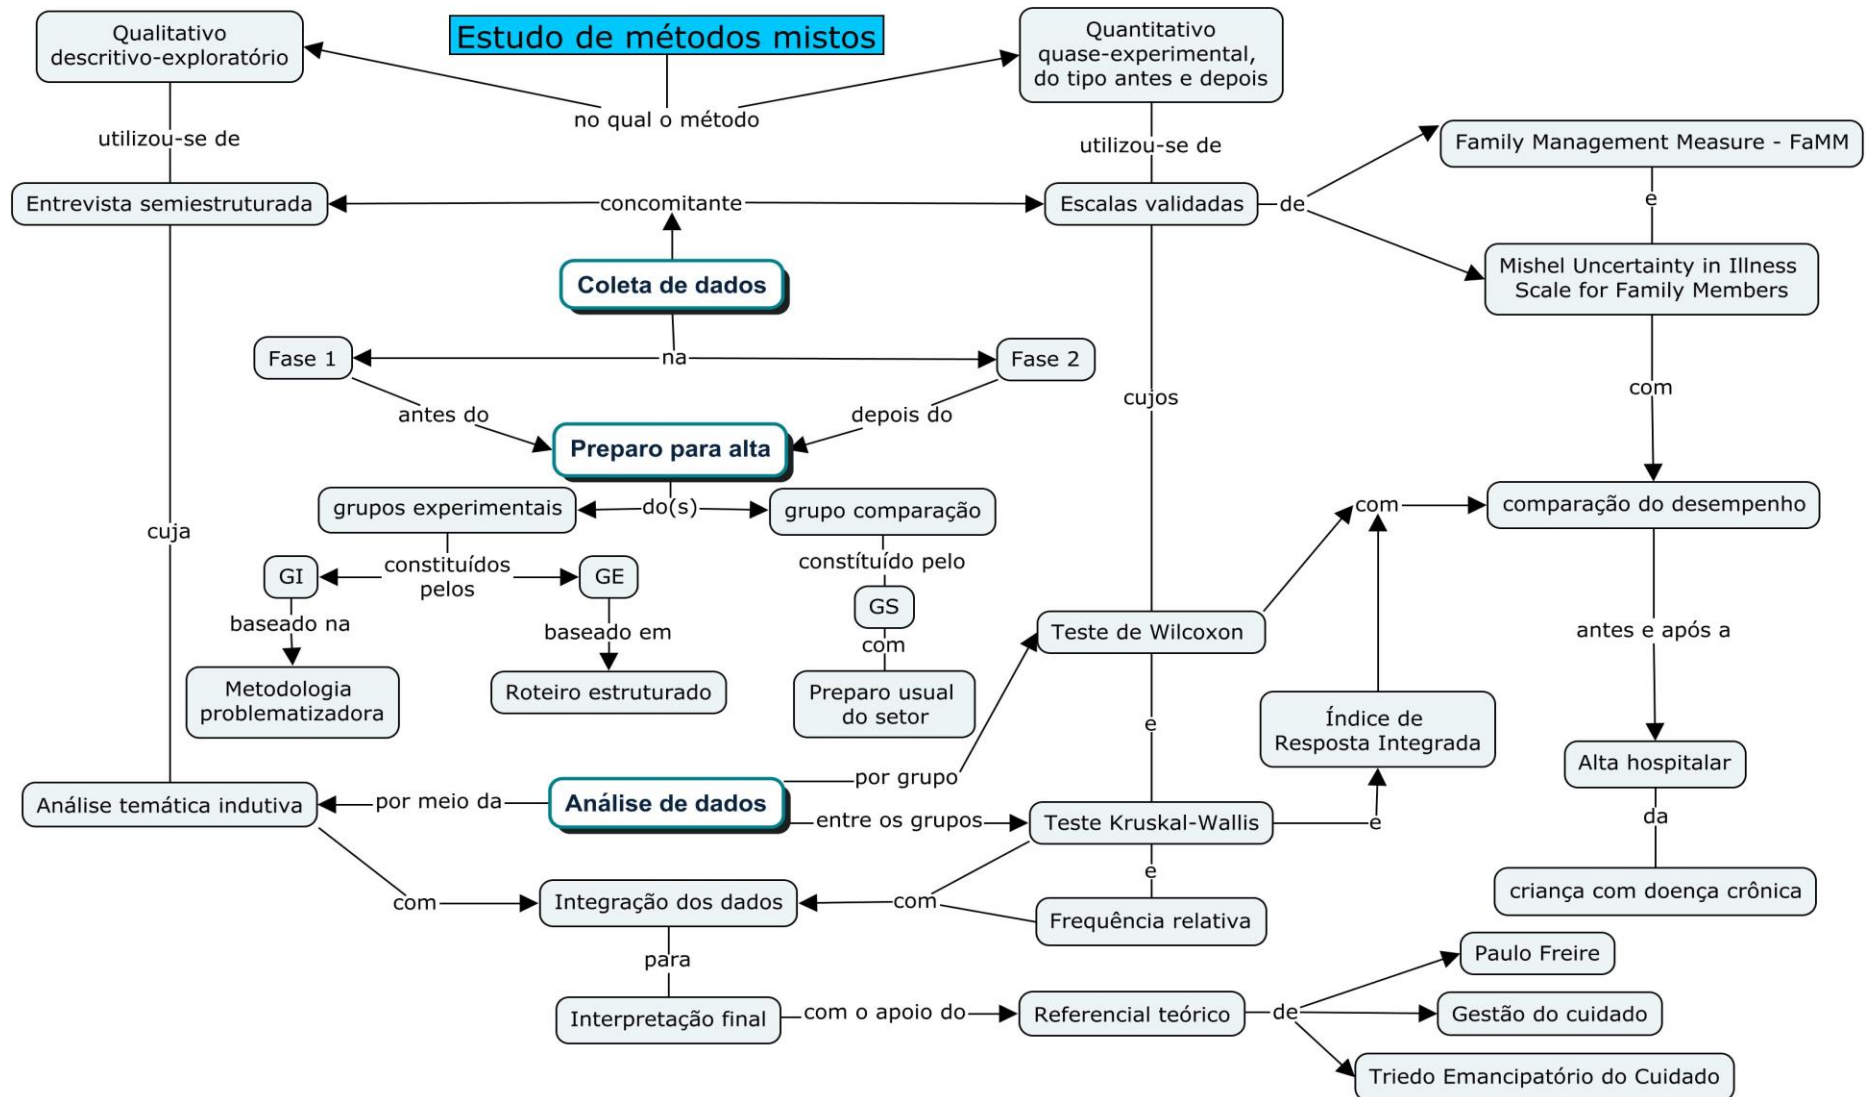 Estudo de métodos mistos
Qualitativo
descritivo-exploratório
Quantitativo
quase-experimental,
do tipo antes e depois
no qual o método
utilizou-se de
utilizou-se de
Family Management Measure - FaMM
Entrevista semiestruturada
concomitante
Escalas validadas
de
e
Mishel Uncertainty in Illness
Scale for Family Members
Coleta de dados
Fase 1
na
Fase 2
antes do
depois do
cujos
com
Preparo para alta
grupos experimentais
do(s)
grupo comparação
com
comparação do desempenho
cuja
GI
constituídos
pelos
GE
constítuído pelo
GS
baseado na
baseado em
com
Teste de Wilcoxon
antes e após a
Metodologia
problematizadora
Roteiro estruturado
Preparo usual
do setor
e
Índice de
Resposta Integrada
Alta hospitalar
por grupo
Análise temática indutiva
por meio da
Análise de dados
entre os grupos
Teste Kruskal-Wallis
e
da
e
criança com doença crônica
com
Integração dos dados
com
Frequência relativa
para
Paulo Freire
Interpretação final
com o apoio do
Referencial teórico
de
Gestão do cuidado
Triedo Emancipatório do Cuidado